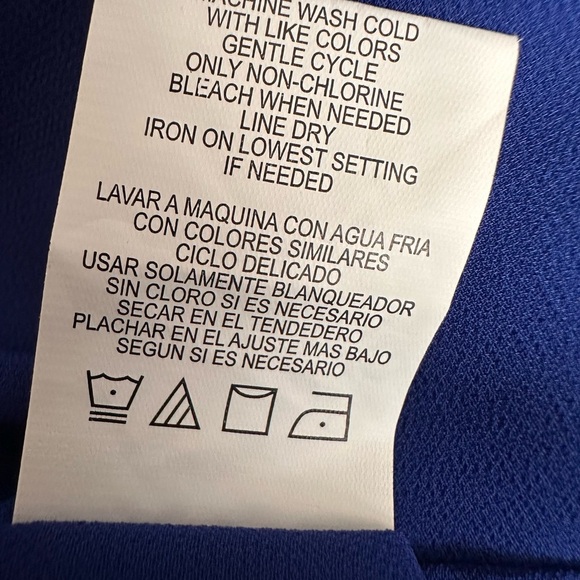 MACHINE WASH COLD
WITH LIKE COLORS
GENTLE CYCLE
ONLY NON-CHLORINE
BLEACH WHEN NEEDED
LINE DRY
IRON ON LOWEST SETTING
IF NEEDED
LAVAR A MAQUINA CON AGUA FRIA
CON COLORES SIMILARES
CICLO DELICADO
USAR SOLAMENTE BLANQUEADOR
SIN CLORO SI ES NECESARIO
SECAR EN EL TENDEDERO
PLACHAR EN EL AJUSTE MAS BAJO
SEGUN SI ES NECESARIO